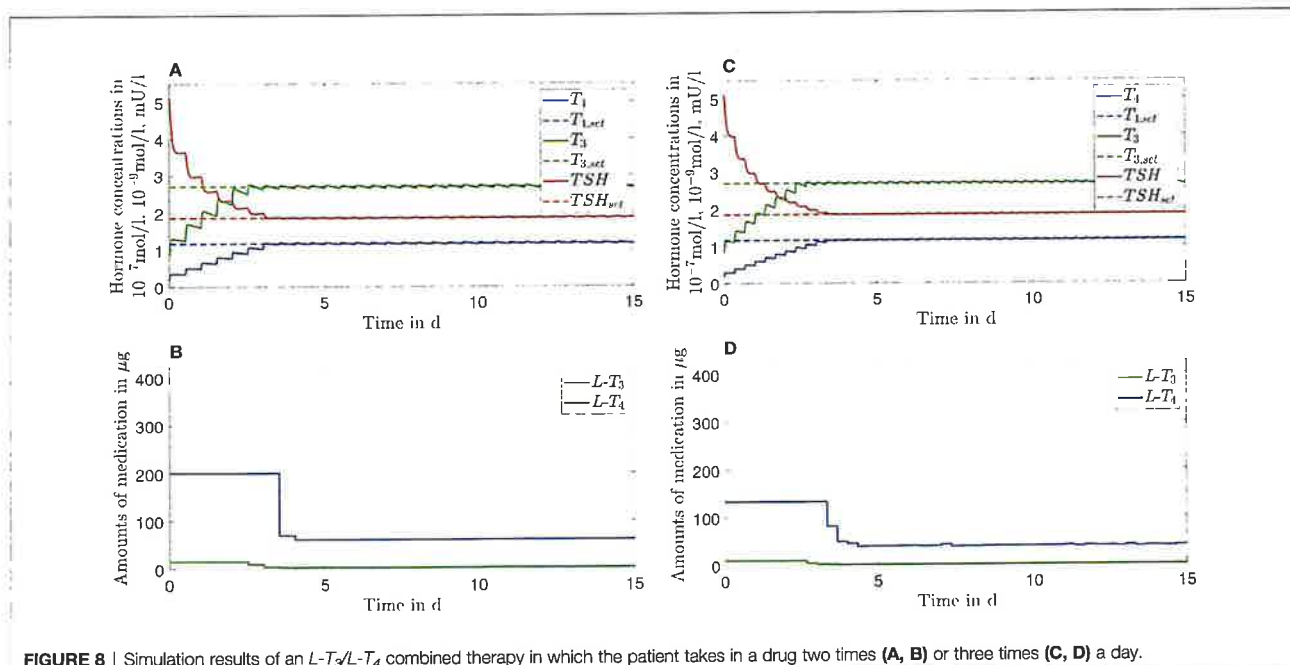 A
Hormone concentrations in
10⁻⁷mol/l, 10⁻⁹mol/l, mU/l
5
4
3
2
1
0
0 5 10 15
Time in d
T₄
T₄,set
T₃
T₃,set
TSH
TSHset
C
Hormone concentrations in
10⁻⁷mol/l, 10⁻⁹mol/l, mU/l
5
4
3
2
1
0
0 5 10 15
Time in d
T₄
T₄,set
T₃
T₃,set
TSH
TSHset
B
Amounts of medication in µg
400
300
200
100
0
0 5 10 15
Time in d
L-T₃
L-T₄
D
Amounts of medication in µg
400
300
200
100
0
0 5 10 15
Time in d
L-T₃
L-T₄
FIGURE 8 | Simulation results of an L-T₃/L-T₄ combined therapy in which the patient takes in a drug two times (A, B) or three times (C, D) a day.